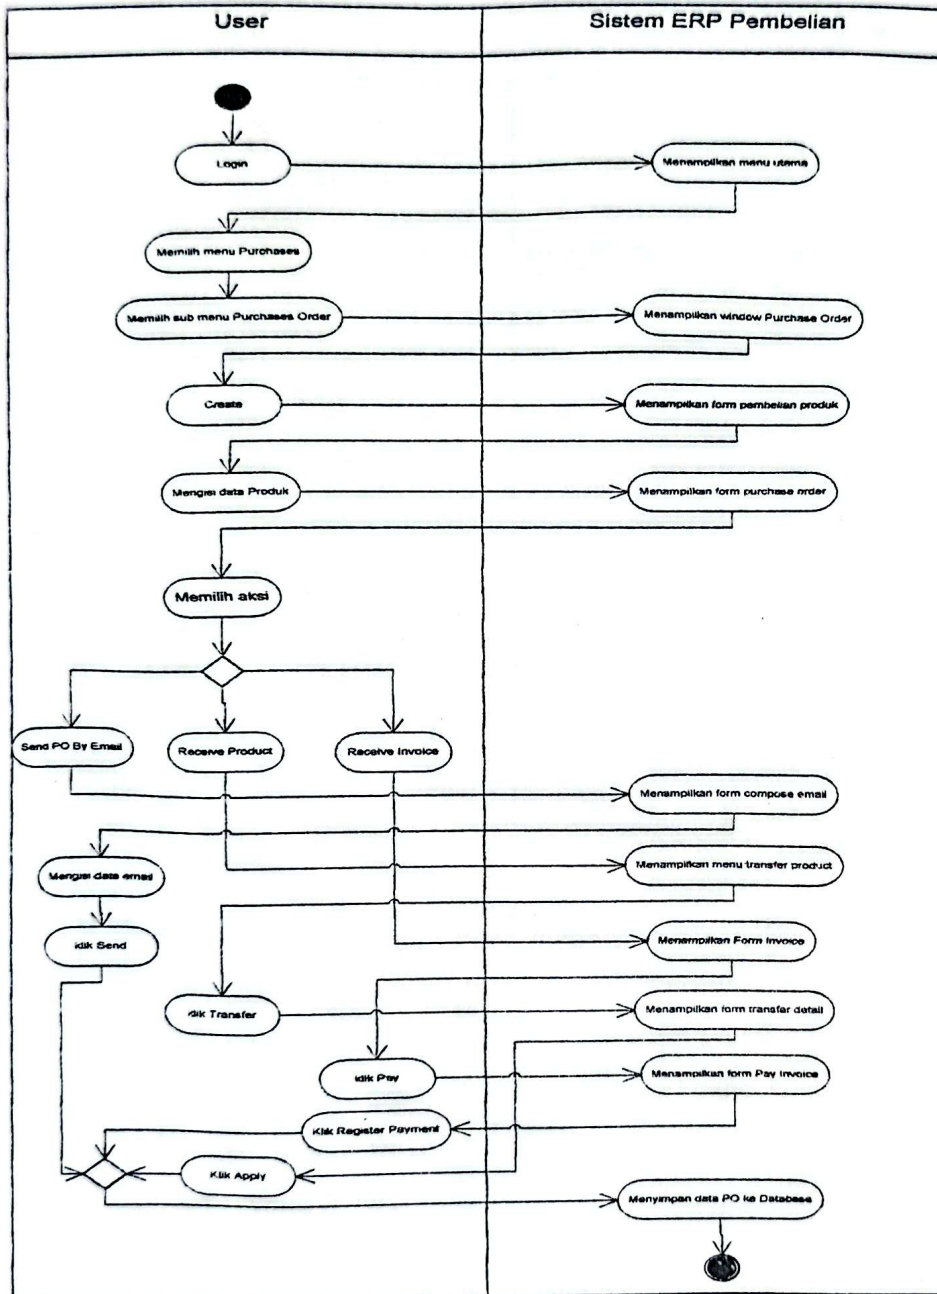 User
Sistem ERP Pembelian
Login
Menampilkan menu utama
Memilih menu Purchases
Memilih sub menu Purchases Order
Menampilkan window Purchase Order
Create
Menampilkan form pembelian produk
Mengisi data Produk
Menampilkan form purchase order
Memilih aksi
Send PO By Email
Receive Product
Receive Invoice
Menampilkan form compose email
Mengisi data email
Menampilkan menu transfer product
klik Send
Menampilkan Form Invoice
klik Transfer
Menampilkan form transfer detail
klik Pay
Menampilkan form Pay Invoice
Klik Register Payment
Klik Apply
Menyimpan data PO ke Database